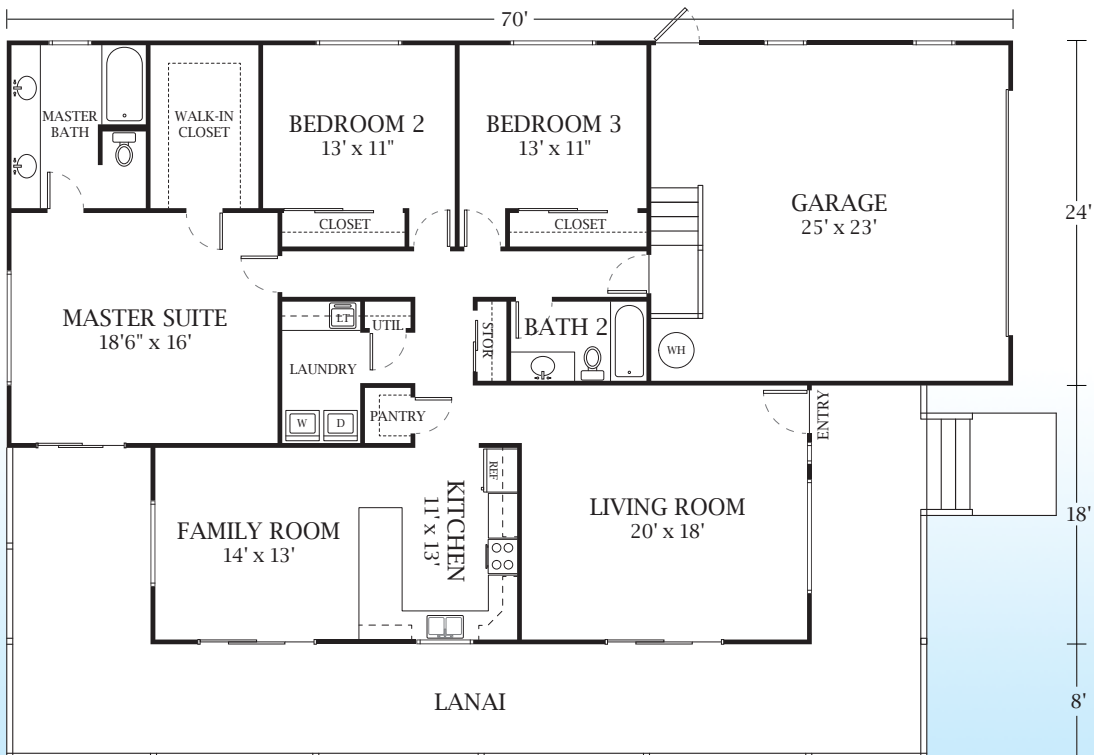 70'
MASTER
BATH
WALK-IN
CLOSET
BEDROOM 2
13' x 11"
BEDROOM 3
13' x 11"
GARAGE
25' x 23'
24'
CLOSET
CLOSET
MASTER SUITE
18'6" x 16'
LT
UTIL
STOR
BATH 2
WH
LAUNDRY
W
D
PANTRY
ENTRY
REF
KITCHEN
11' x 13'
FAMILY ROOM
14' x 13'
LIVING ROOM
20' x 18'
18'
LANAI
8'